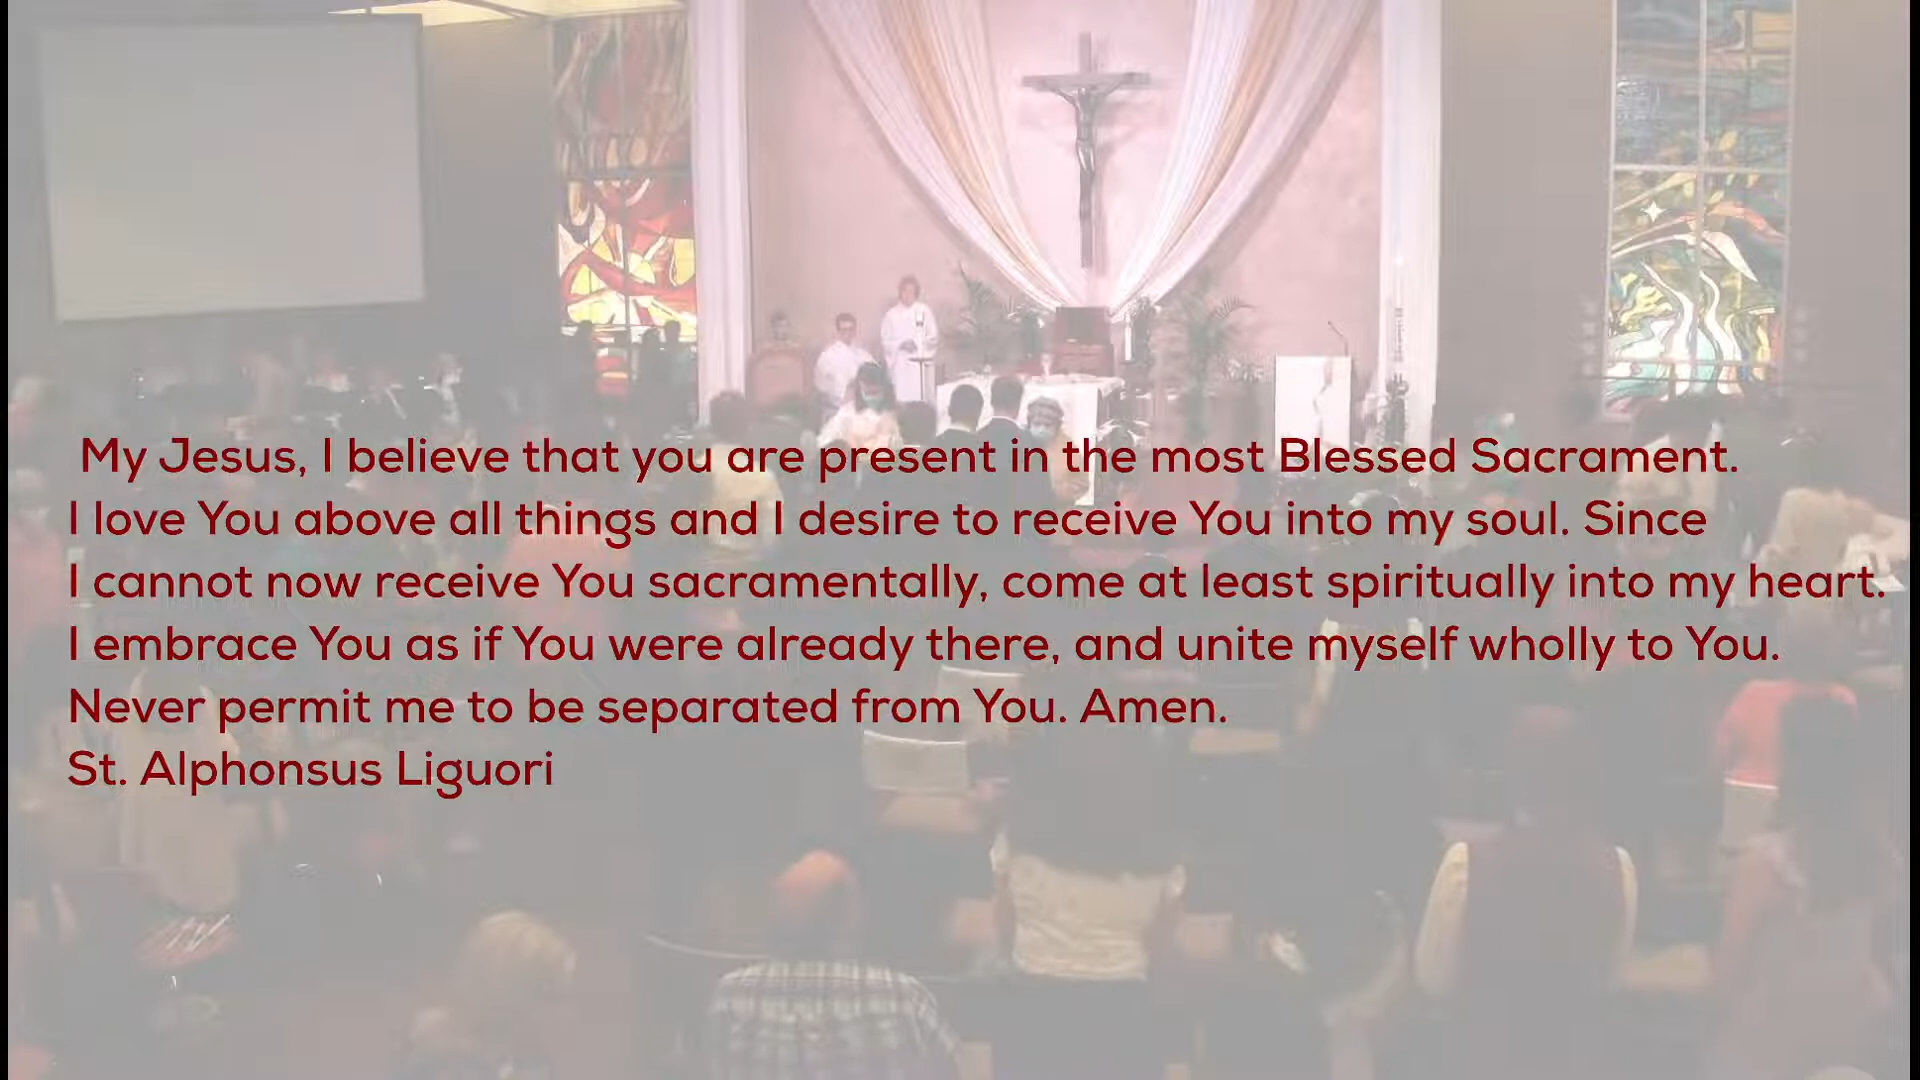 My Jesus, I believe that you are present in the most Blessed Sacrament.
I love You above all things and I desire to receive You into my soul. Since
I cannot now receive You sacramentally, come at least spiritually into my heart.
I embrace You as if You were already there, and unite myself wholly to You.
Never permit me to be separated from You. Amen.
St. Alphonsus Liguori